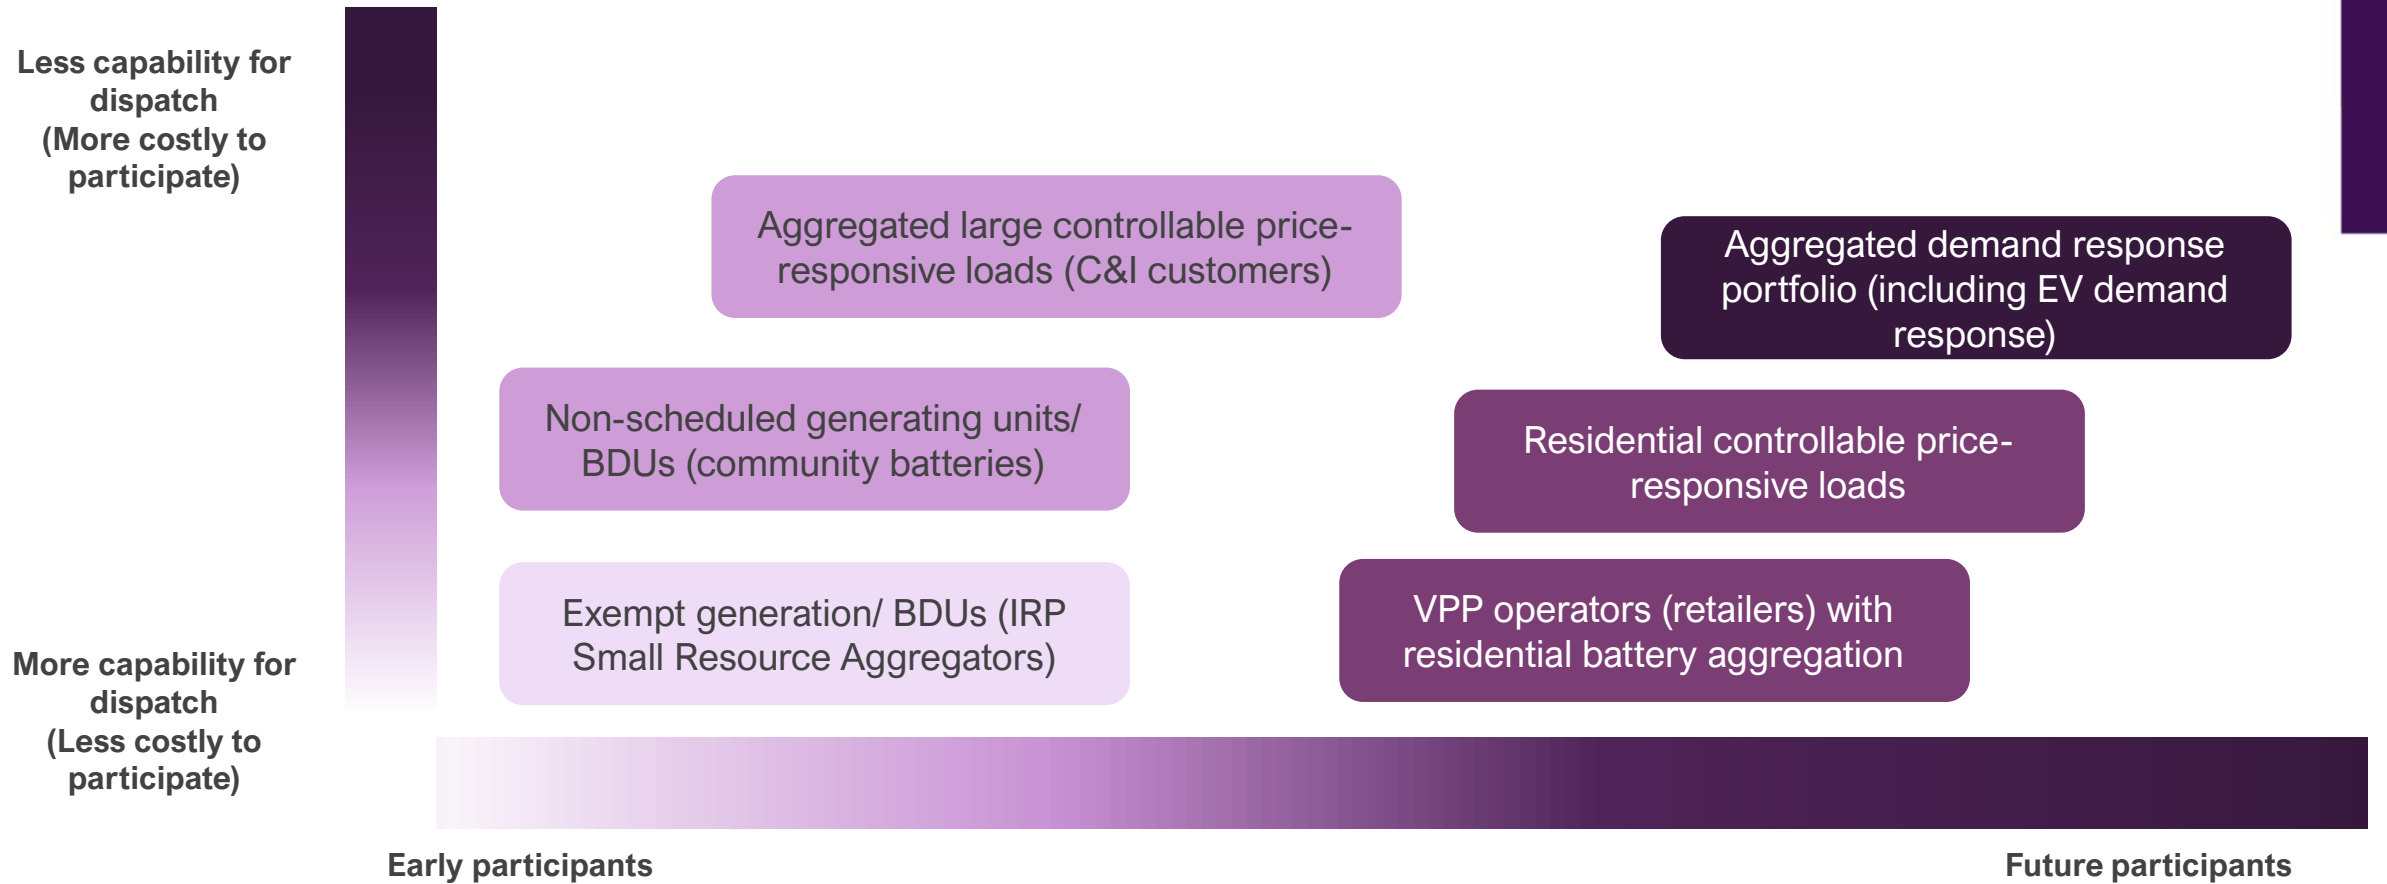 Less capability for
dispatch
(More costly to
participate)
Aggregated large controllable price-
responsive loads (C&I customers)
Aggregated demand response
portfolio (including EV demand
response)
Non-scheduled generating units/
BDUs (community batteries)
Residential controllable price-
responsive loads
Exempt generation/ BDUs (IRP
Small Resource Aggregators)
VPP operators (retailers) with
residential battery aggregation
More capability for
dispatch
(Less costly to
participate)
Early participants
Future participants